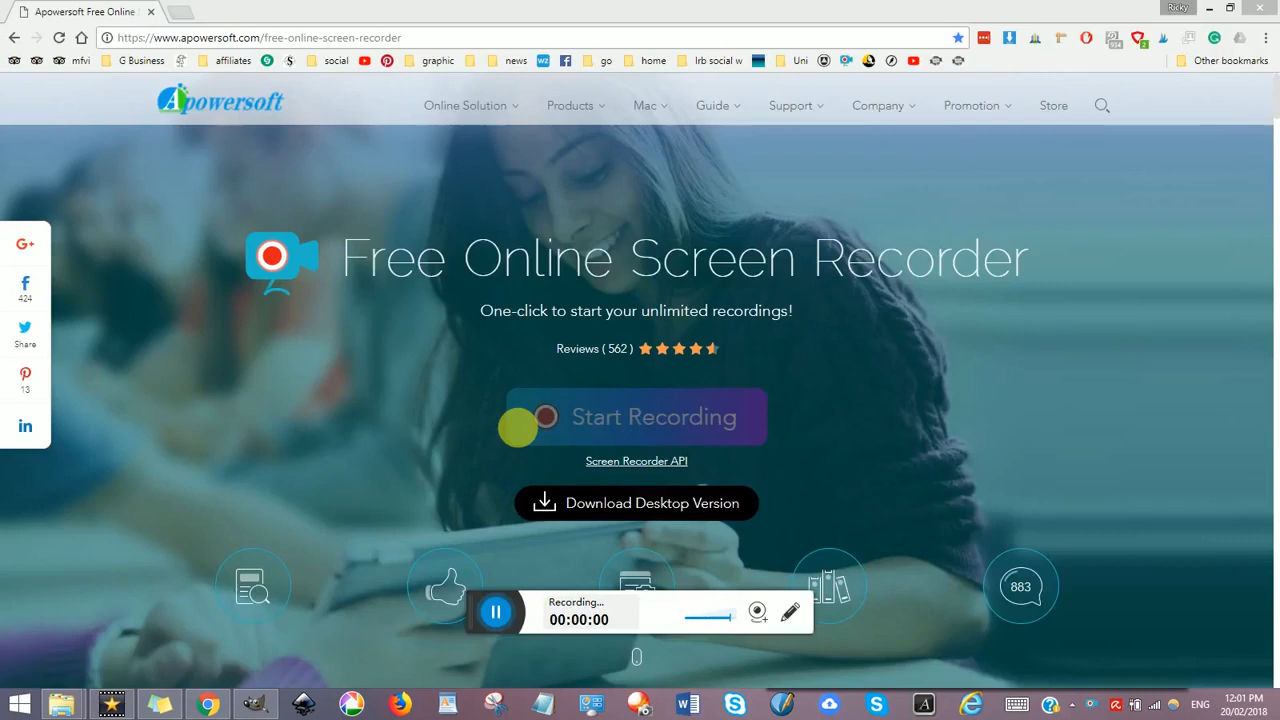 Apowersoft Free Online
Ricky
https://www.apowersoft.com/free-online-screen-recorder
mfvi
G Business
affiliates
social
graphic
news
go
home
lrb social w
Uni
Other bookmarks
Apowersoft
Online Solution
Products
Mac
Guide
Support
Company
Promotion
Store
Free Online Screen Recorder
One-click to start your unlimited recordings!
Reviews ( 562 )
424
Share
13
Start Recording
Screen Recorder API
Download Desktop Version
883
Recording...
00:00:00
ENG
12:01 PM
20/02/2018